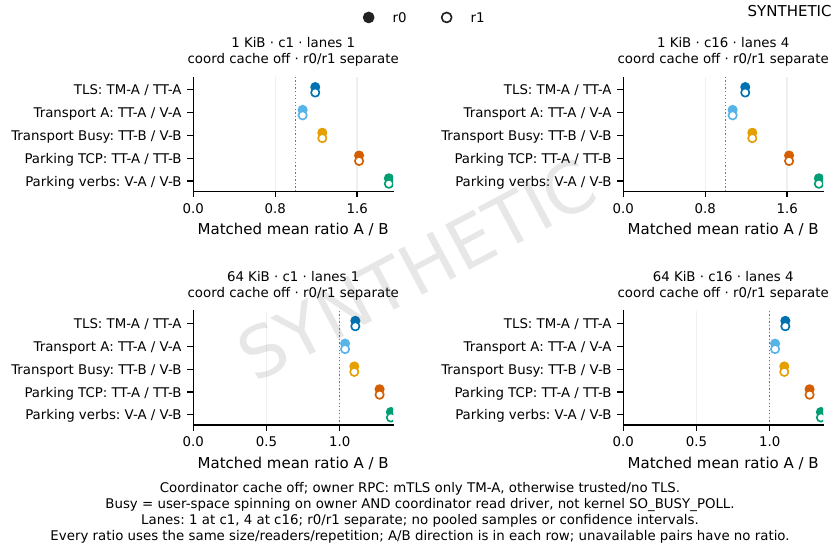 r0 r1
SYNTHETIC
1 KiB · c1 · lanes 1
coord cache off · r0/r1 separate
TLS: TM-A / TT-A
Transport A: TT-A / V-A
Transport Busy: TT-B / V-B
Parking TCP: TT-A / TT-B
Parking verbs: V-A / V-B
0.0 0.8 1.6
Matched mean ratio A / B
1 KiB · c16 · lanes 4
coord cache off · r0/r1 separate
TLS: TM-A / TT-A
Transport A: TT-A / V-A
Transport Busy: TT-B / V-B
Parking TCP: TT-A / TT-B
Parking verbs: V-A / V-B
0.0 0.8 1.6
Matched mean ratio A / B
SYNTHETIC
64 KiB · c1 · lanes 1
coord cache off · r0/r1 separate
TLS: TM-A / TT-A
Transport A: TT-A / V-A
Transport Busy: TT-B / V-B
Parking TCP: TT-A / TT-B
Parking verbs: V-A / V-B
0.0 0.5 1.0
Matched mean ratio A / B
64 KiB · c16 · lanes 4
coord cache off · r0/r1 separate
TLS: TM-A / TT-A
Transport A: TT-A / V-A
Transport Busy: TT-B / V-B
Parking TCP: TT-A / TT-B
Parking verbs: V-A / V-B
0.0 0.5 1.0
Matched mean ratio A / B
Coordinator cache off; owner RPC: mTLS only TM-A, otherwise trusted/no TLS.
Busy = user-space spinning on owner AND coordinator read driver, not kernel SO_BUSY_POLL.
Lanes: 1 at c1, 4 at c16; r0/r1 separate; no pooled samples or confidence intervals.
Every ratio uses the same size/readers/repetition; A/B direction is in each row; unavailable pairs have no ratio.